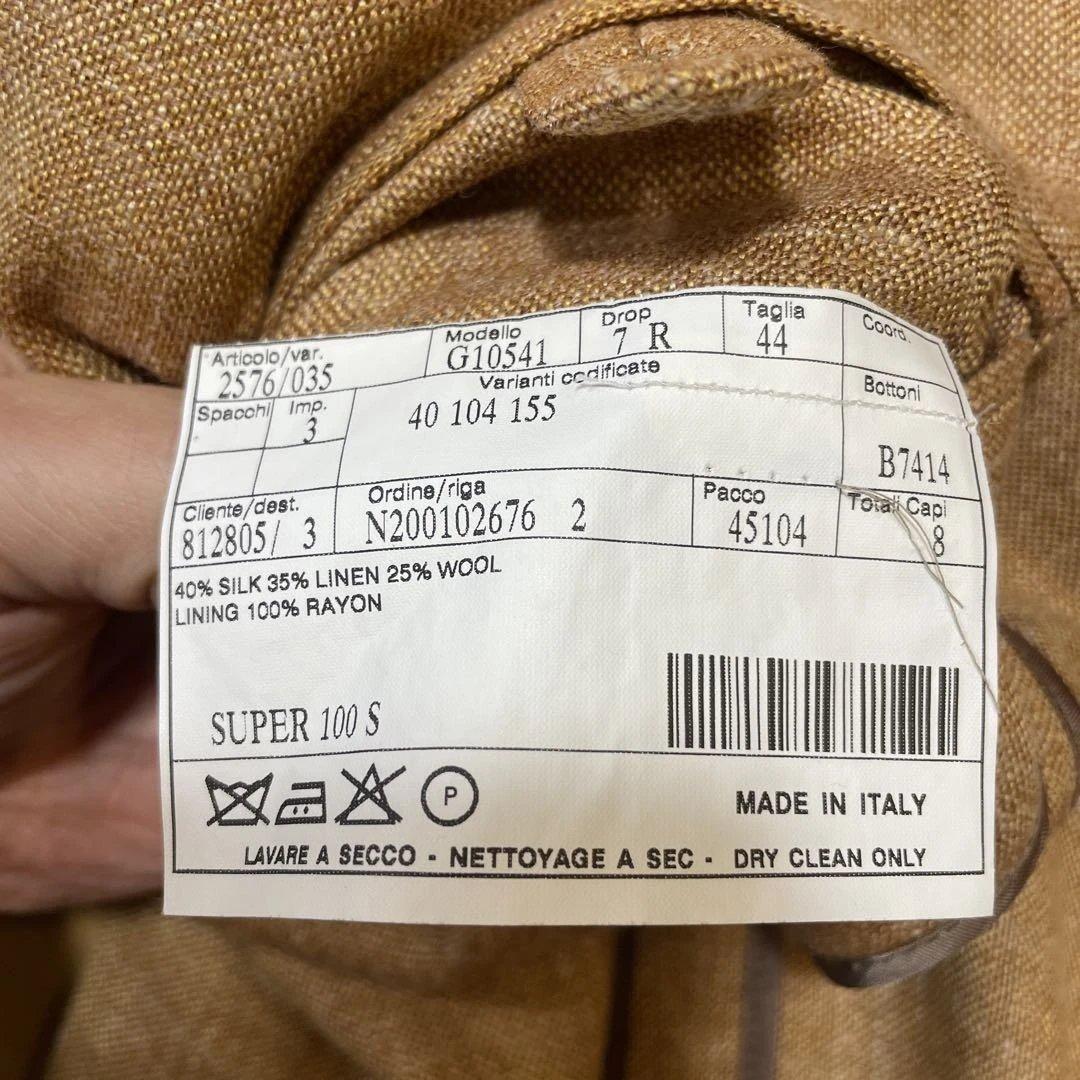 Articolo/var. Modello Drop Taglia Coord.
2576/035 G10541 7 R 44
Spacchi Imp. Varianti codificate Bottoni
3 40 104 155 B7414
Cliente/dest. Ordine/riga Pacco Totali Capi
812805/ 3 N200102676 2 45104 8
40% SILK 35% LINEN 25% WOOL
LINING 100% RAYON
SUPER 100 S
P MADE IN ITALY
LAVARE A SECCO - NETTOYAGE A SEC - DRY CLEAN ONLY